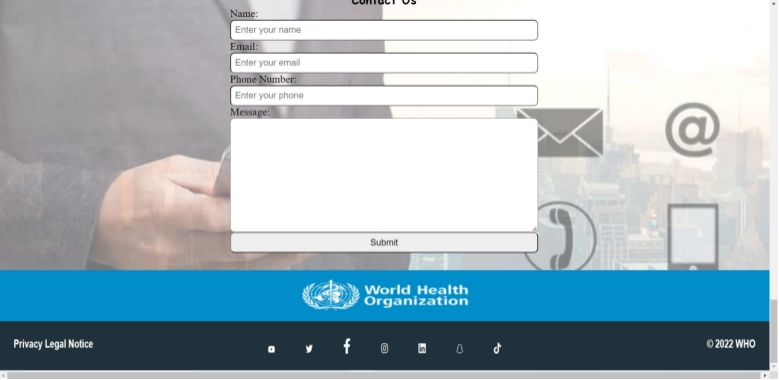 Contact Us
Name:
Enter your name
Email:
Enter your email
Phone Number:
Enter your phone
Message:
Submit
World Health
Organization
Privacy Legal Notice
© 2022 WHO